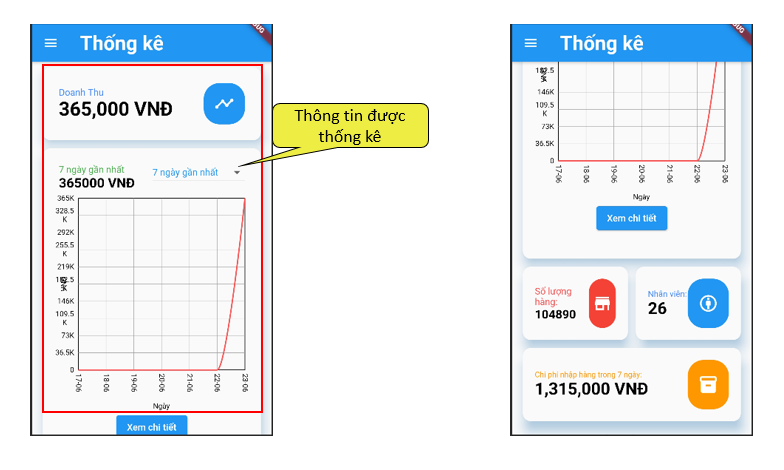 Thống kê
Doanh Thu
365,000 VNĐ
Thông tin được
thống kê
7 ngày gần nhất
365000 VNĐ
7 ngày gần nhất
365K
328.5
K
292K
255.5
K
219K
182.5
146K
109.5
K
73K
36.5K
0
17-06
18-06
19-06
20-06
21-06
22-06
23-06
Ngày
Xem chi tiết
Thống kê
182.5
146K
109.5
K
73K
36.5K
0
17-06
18-06
19-06
20-06
21-06
22-06
23-06
Ngày
Xem chi tiết
Số lượng
hàng:
104890
Nhân viên:
26
Chi phí nhập hàng trong 7 ngày:
1,315,000 VNĐ